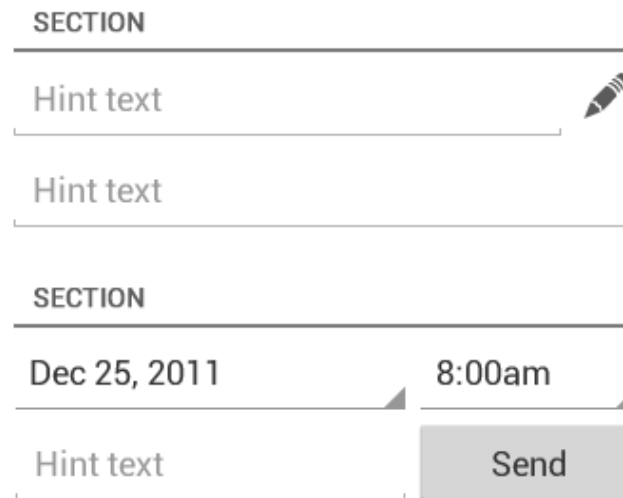 SECTION
Hint text
Hint text
SECTION
Dec 25, 2011 8:00am
Hint text Send